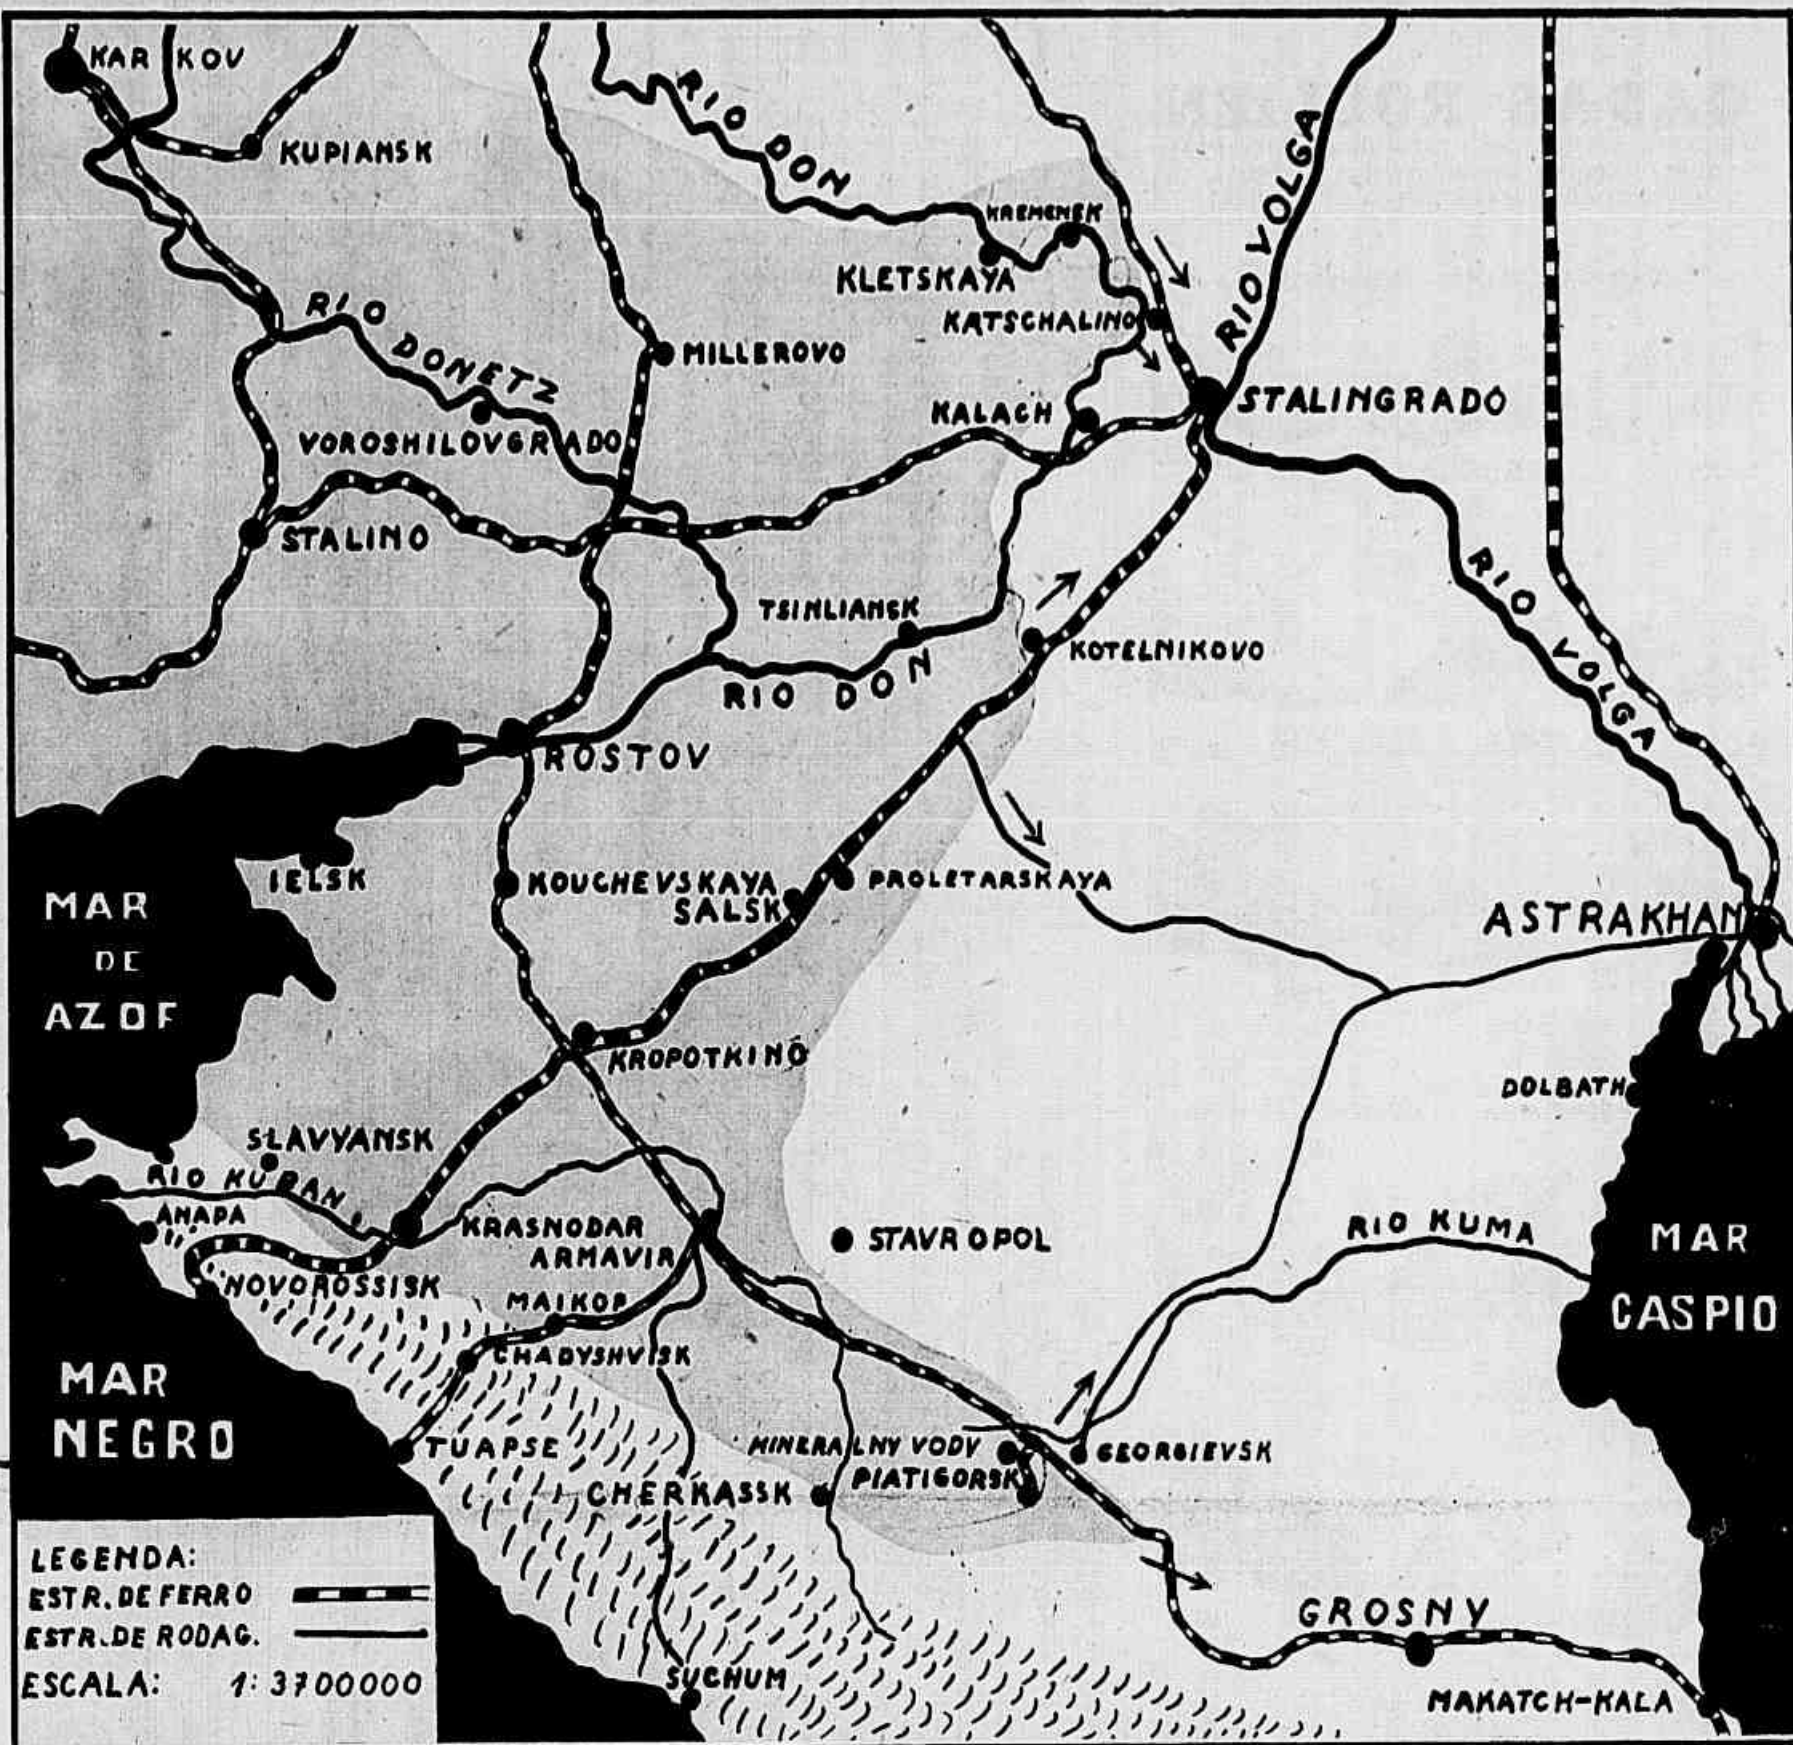 KARKOV
KUPIANSK
RIO DON
KREMENEK
KLETSKAYA
KATSCHALINO
RIO VOLGA
RIO DONETZ
MILLEROVO
KALACH
STALINGRADO
VOROSHILOVGRADO
STALINO
TSINLIANSK
RIO DON
KOTELNIKOVO
RIO VOLGA
ROSTOV
IELSK
KOUCHEVSKAYA
SALSK
PROLETARSKAYA
ASTRAKHAN
MAR
DE
AZOF
KROPOTKINO
DOLBATH
SLAVYANSK
RIO KUBAN
ANAPA
KRASNODAR
ARMAVIR
STAVROPOL
RIO KUMA
MAR
CASPIO
NOVOROSSISK
MAIKOP
CHADYSHVISK
MAR
NEGRO
TUAPSE
MINERALNY VODY
PIATIGORSK
GEORGIEVSK
CHERKASSK
LEGENDA:
ESTR. DE FERRO
ESTR. DE RODAG.
ESCALA: 1:3700000
GROSNY
SUCHUM
MAKATCH-KALA